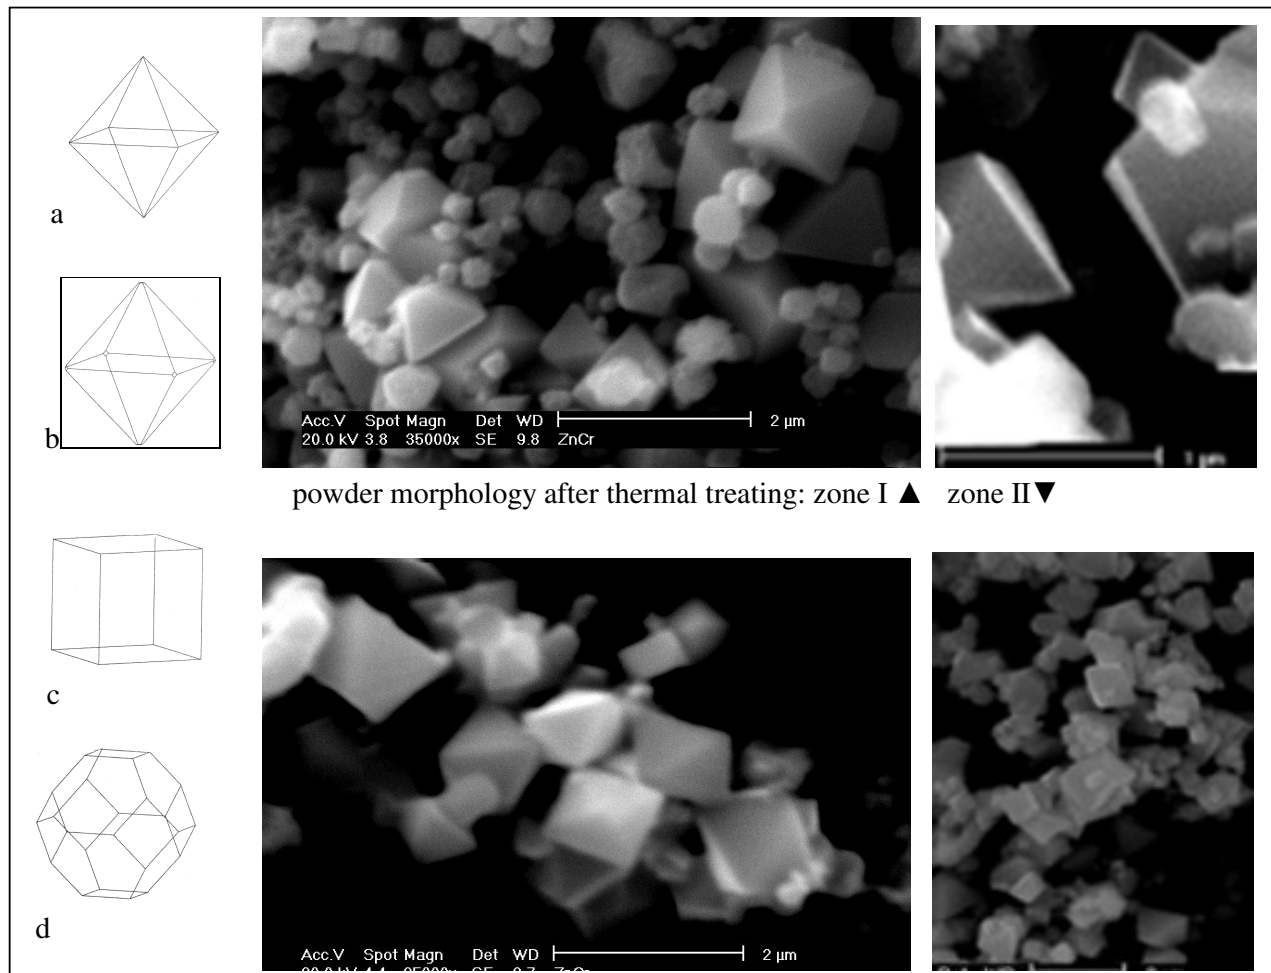 a
b
Acc.V Spot Magn Det WD 2 µm
20.0 kV 3.8 35000x SE 9.8 ZnCr
1 µm
powder morphology after thermal treating: zone I ▲ zone II▼
c
d
Acc.V Spot Magn Det WD 2 µm